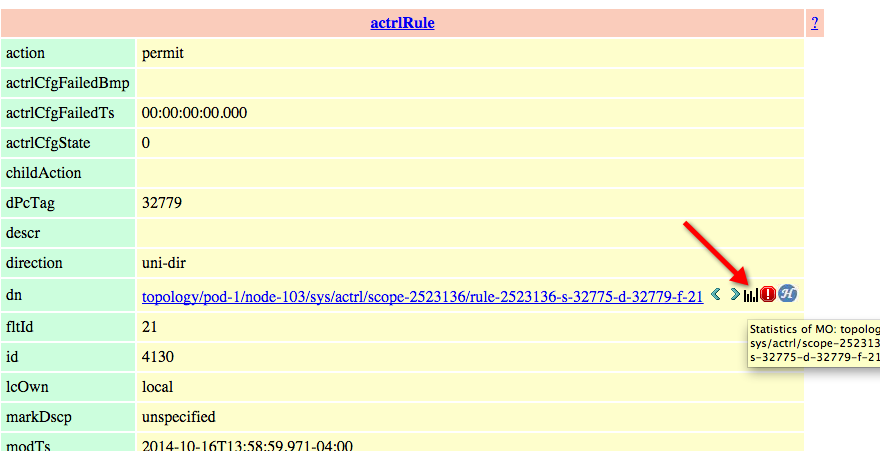 actrlRule ?
action permit
actrlCfgFailedBmp
actrlCfgFailedTs 00:00:00:00.000
actrlCfgState 0
childAction
dPcTag 32779
descr
direction uni-dir
dn topology/pod-1/node-103/sys/actrl/scope-2523136/rule-2523136-s-32775-d-32779-f-21
fltId 21
Statistics of MO: topolog
sys/actrl/scope-252313
s-32775-d-32779-f-21
id 4130
lcOwn local
markDscp unspecified
modTs 2014-10-16T13:58:59.971-04:00